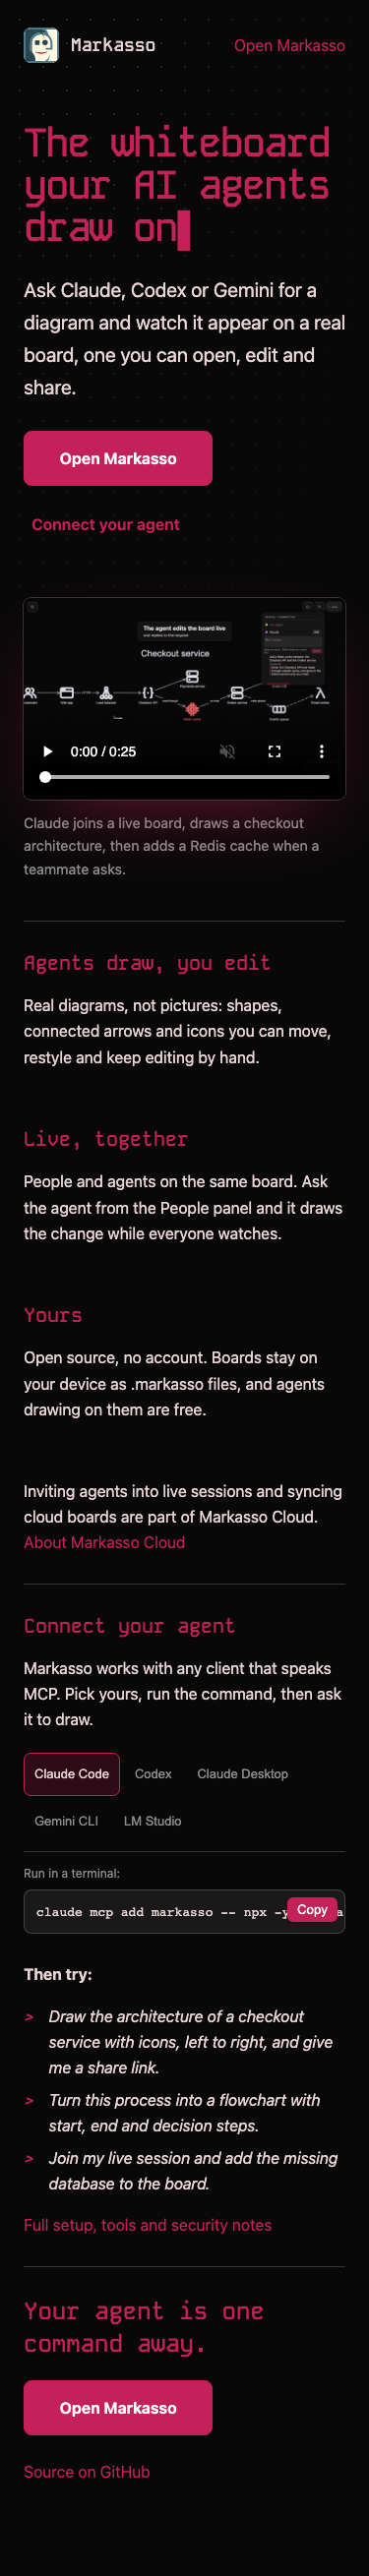 Markasso
Open Markasso
The whiteboard
your AI agents
draw on
Ask Claude, Codex or Gemini for a
diagram and watch it appear on a real
board, one you can open, edit and
share.
Open Markasso
Connect your agent
The agent edits the board live
Checkout service
Redis cache
0:00 / 0:25
Claude joins a live board, draws a checkout
architecture, then adds a Redis cache when a
teammate asks.
Agents draw, you edit
Real diagrams, not pictures: shapes,
connected arrows and icons you can move,
restyle and keep editing by hand.
Live, together
People and agents on the same board. Ask
the agent from the People panel and it draws
the change while everyone watches.
Yours
Open source, no account. Boards stay on
your device as .markasso files, and agents
drawing on them are free.
Inviting agents into live sessions and syncing
cloud boards are part of Markasso Cloud.
About Markasso Cloud
Connect your agent
Markasso works with any client that speaks
MCP. Pick yours, run the command, then ask
it to draw.
Claude Code Codex Claude Desktop
Gemini CLI LM Studio
Run in a terminal:
claude mcp add markasso -- npx -y
Copy
Then try:
> Draw the architecture of a checkout
service with icons, left to right, and give
me a share link.
> Turn this process into a flowchart with
start, end and decision steps.
> Join my live session and add the missing
database to the board.
Full setup, tools and security notes
Your agent is one
command away.
Open Markasso
Source on GitHub